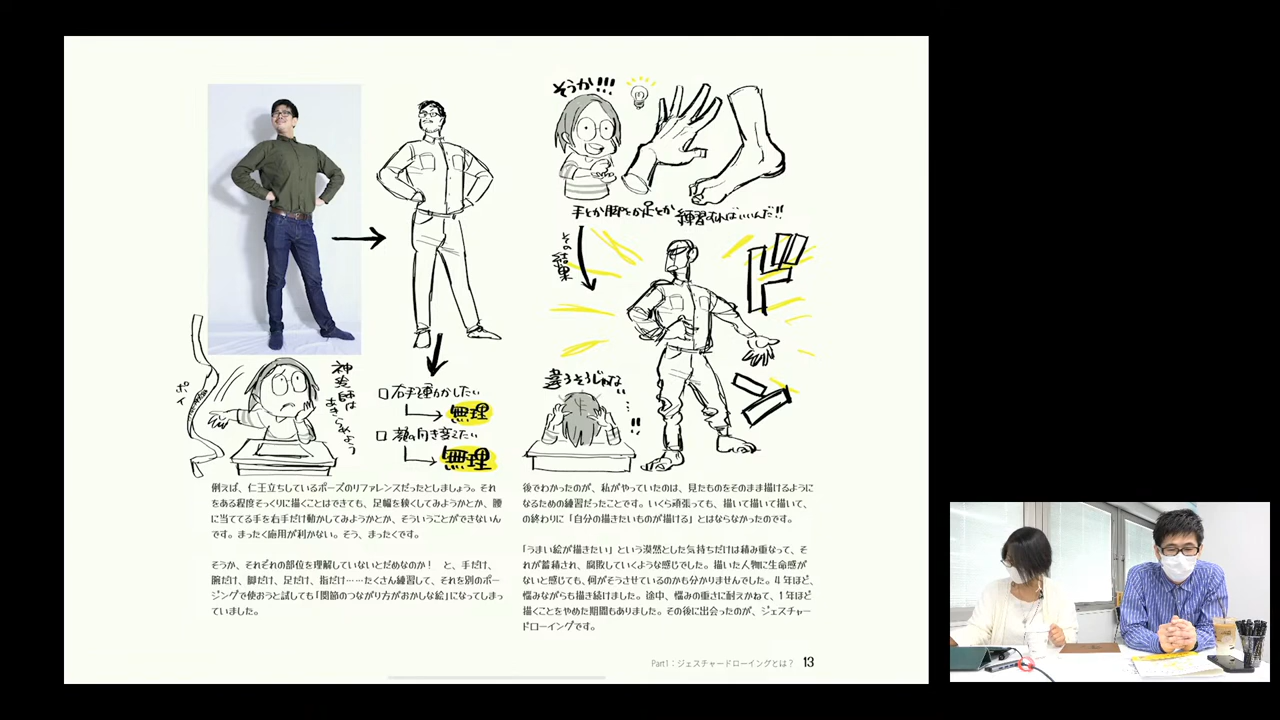 神絵師は
あきられよう
ポイ
□右手を動かしたい
無理
□顔の向き変えたい
無理
例えば、仁王立ちしているポーズのリファレンスだったとしましょう。それ
をある程度そっくりに描くことはできても、足幅を狭くしてみようかとか、腰
に当ててる手を右手だけ動かしてみようかとか、そういうことができないん
です。まったく応用が利かない。そう、まったくです。
そうか、それぞれの部位を理解していないとだめなのか！　と、手だけ、
腕だけ、脚だけ、足だけ、指だけ……たくさん練習して、それを別のポー
ジングで使おうと試しても「関節のつながり方がおかしな絵」になってしまっ
ていました。
そうか!!!
手とか脚とか足とか練習すればいいんだ!!
その結果
違うそうじゃない
…!!
後でわかったのが、私がやっていたのは、見たものをそのまま描けるように
なるための練習だったことです。いくら頑張っても、描いて描いて描いて、
の終わりに「自分の描きたいものが描ける」とはならなかったのです。
「うまい絵が描きたい」という漠然とした気持ちだけは積み重なって、そ
れが蓄積され、腐敗していくような感じでした。描いた人物に生命感が
ないと感じても、何がそうさせているのかも分かりませんでした。4年ほど、
悩みながらも描き続けました。途中、悩みの重さに耐えかねて、1年ほど
描くことをやめた期間もありました。その後に出会ったのが、ジェスチャー
ドローイングです。
Part1：ジェスチャードローイングとは？ 13